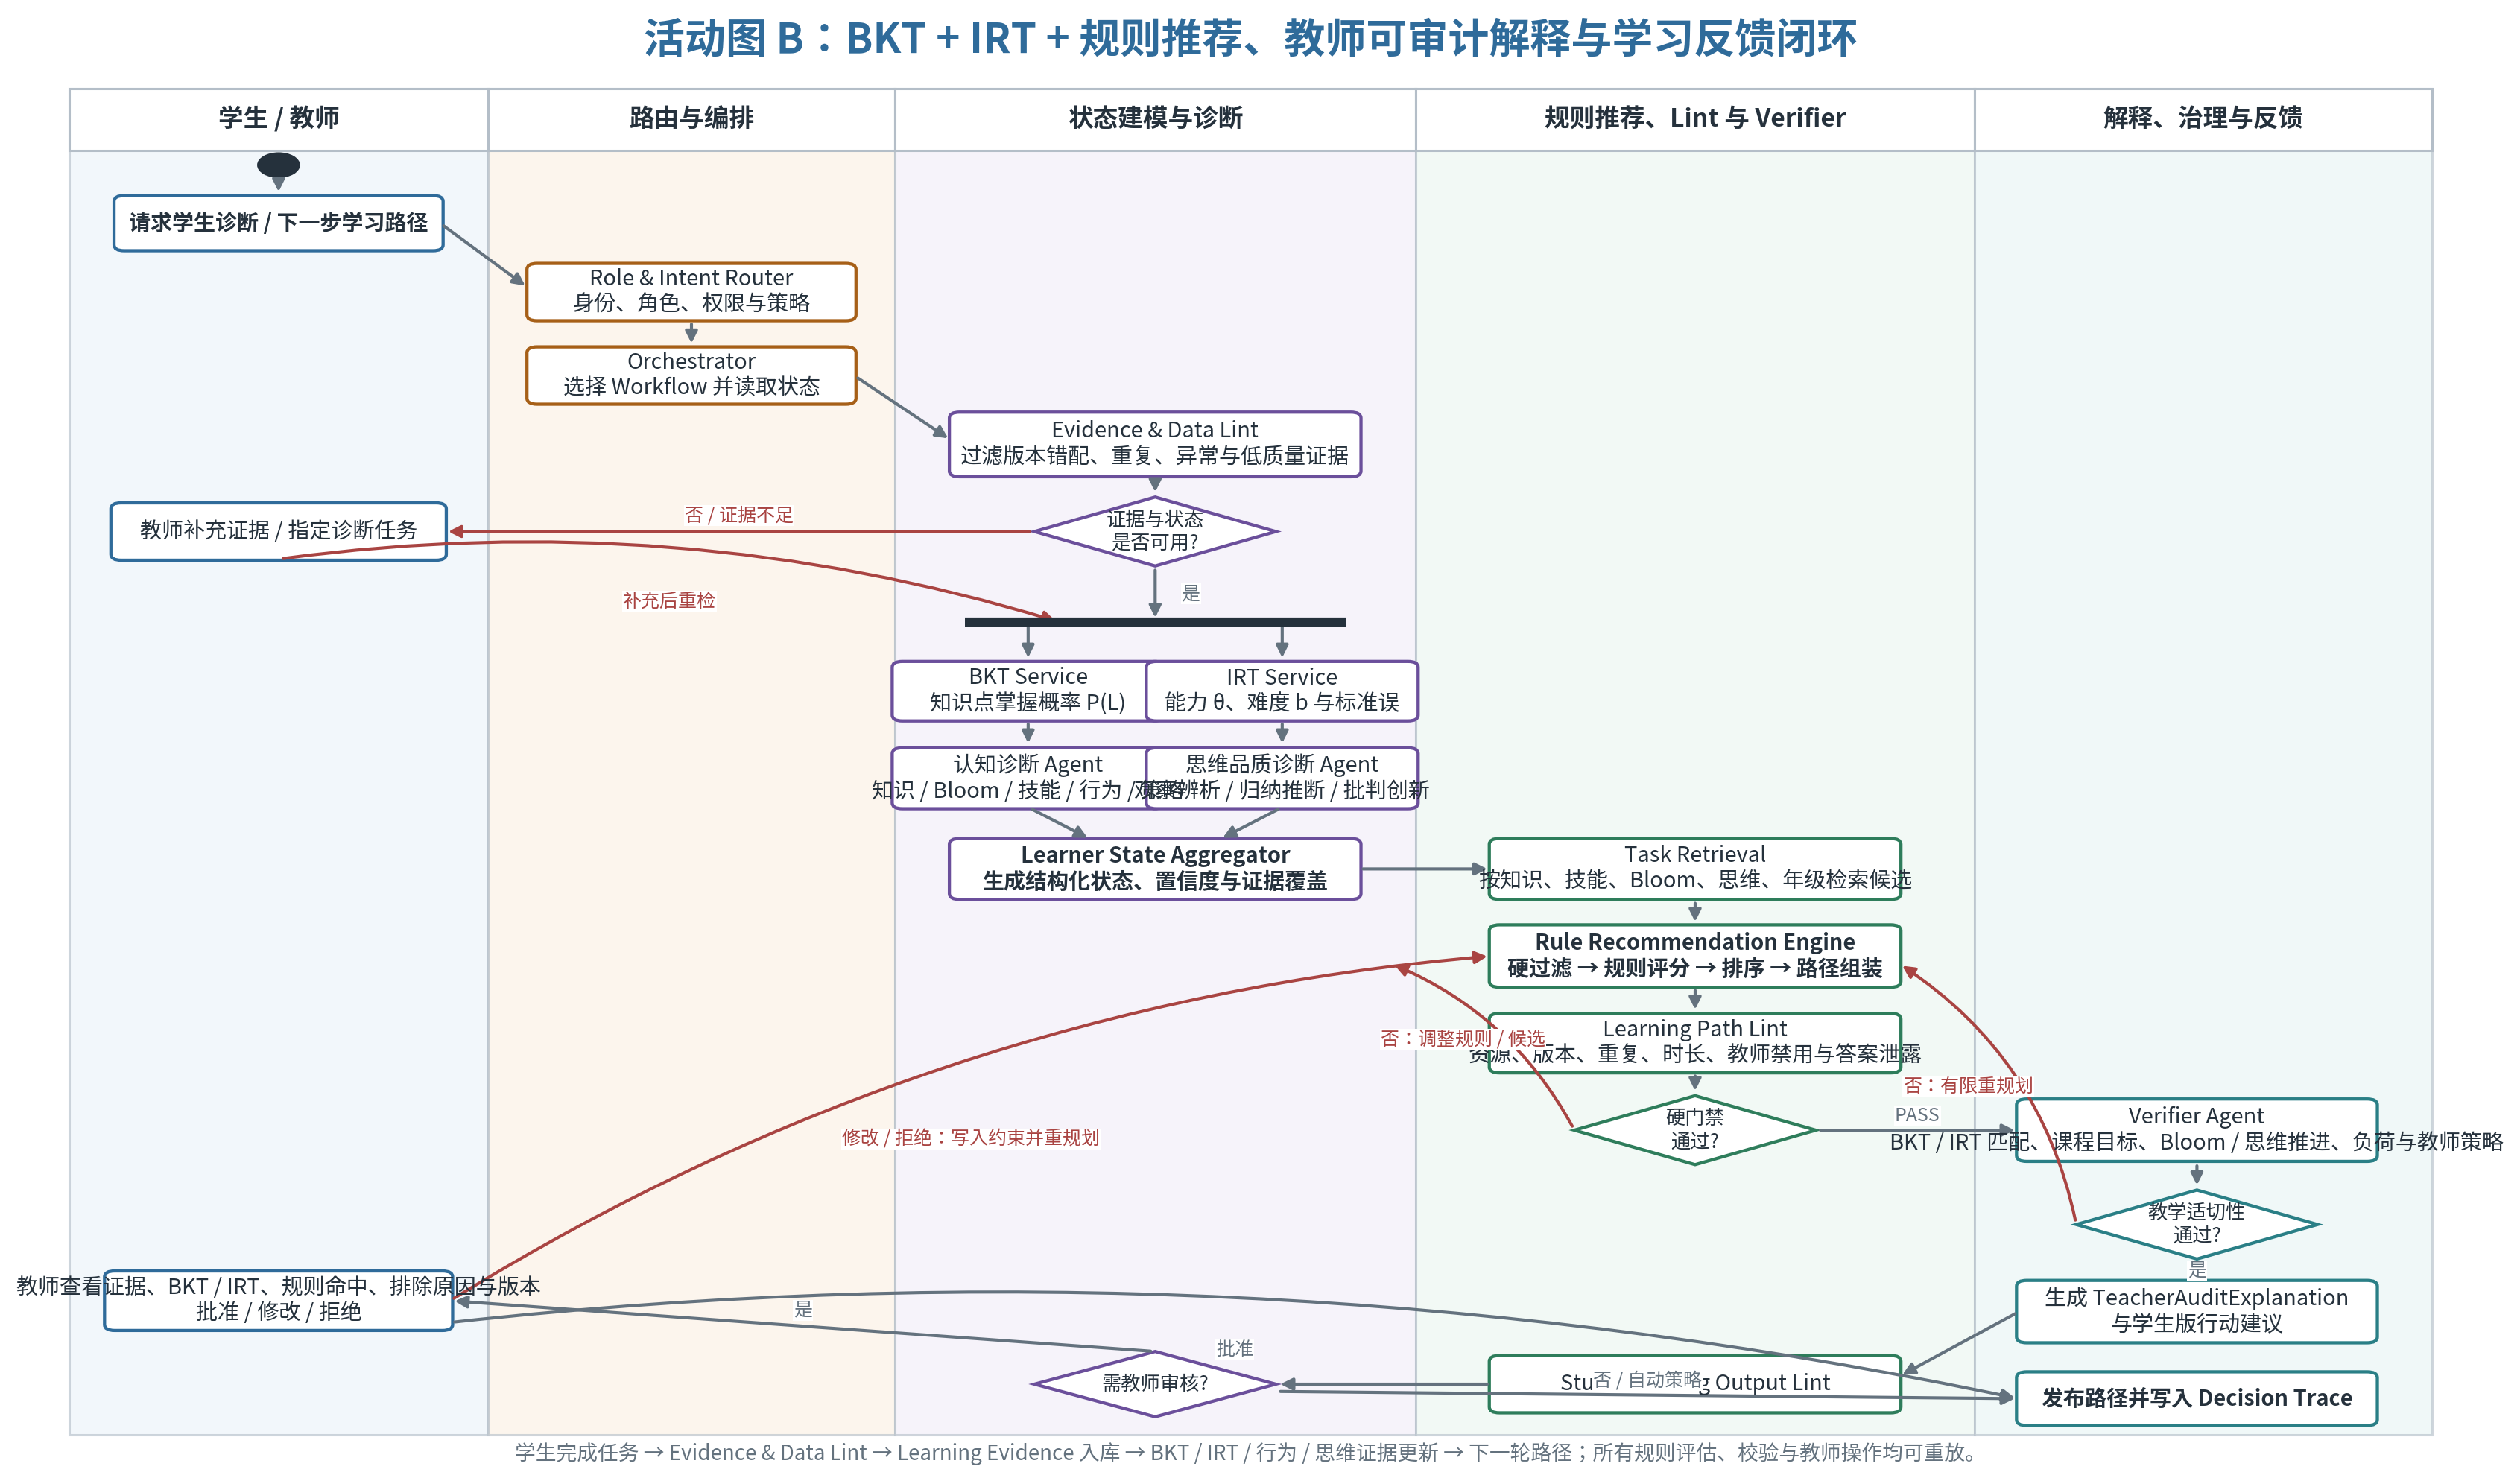 活动图 B：BKT + IRT + 规则推荐、教师可审计解释与学习反馈闭环
学生 / 教师
路由与编排
状态建模与诊断
规则推荐、Lint 与 Verifier
解释、治理与反馈
请求学生诊断 / 下一步学习路径
Role & Intent Router
身份、角色、权限与策略
Orchestrator
选择 Workflow 并读取状态
Evidence & Data Lint
过滤版本错配、重复、异常与低质量证据
教师补充证据 / 指定诊断任务
否 / 证据不足
证据与状态
是否可用?
补充后重检
是
BKT Service
知识点掌握概率 P(L)
IRT Service
能力 θ、难度 b 与标准误
认知诊断 Agent
知识 / Bloom / 技能 / 行为 /
思维品质诊断 Agent
辨析 / 归纳推断 / 批判创新
Learner State Aggregator
生成结构化状态、置信度与证据覆盖
Task Retrieval
按知识、技能、Bloom、思维、年级检索候选
Rule Recommendation Engine
硬过滤 → 规则评分 → 排序 → 路径组装
Learning Path Lint
资源、版本、重复、时长、教师禁用与答案泄露
否：调整规则 / 候选
否：有限重规划
硬门禁
通过?
PASS
Verifier Agent
BKT / IRT 匹配、课程目标、Bloom / 思维推进、负荷与教师策略
修改 / 拒绝：写入约束并重规划
教学适切性
通过?
是
教师查看证据、BKT / IRT、规则命中、排除原因与版本
批准 / 修改 / 拒绝
是
生成 TeacherAuditExplanation
与学生版行动建议
批准
需教师审核?
Stu
否 / 自动策略
g Output Lint
发布路径并写入 Decision Trace
学生完成任务 → Evidence & Data Lint → Learning Evidence 入库 → BKT / IRT / 行为 / 思维证据更新 → 下一轮路径；所有规则评估、校验与教师操作均可重放。